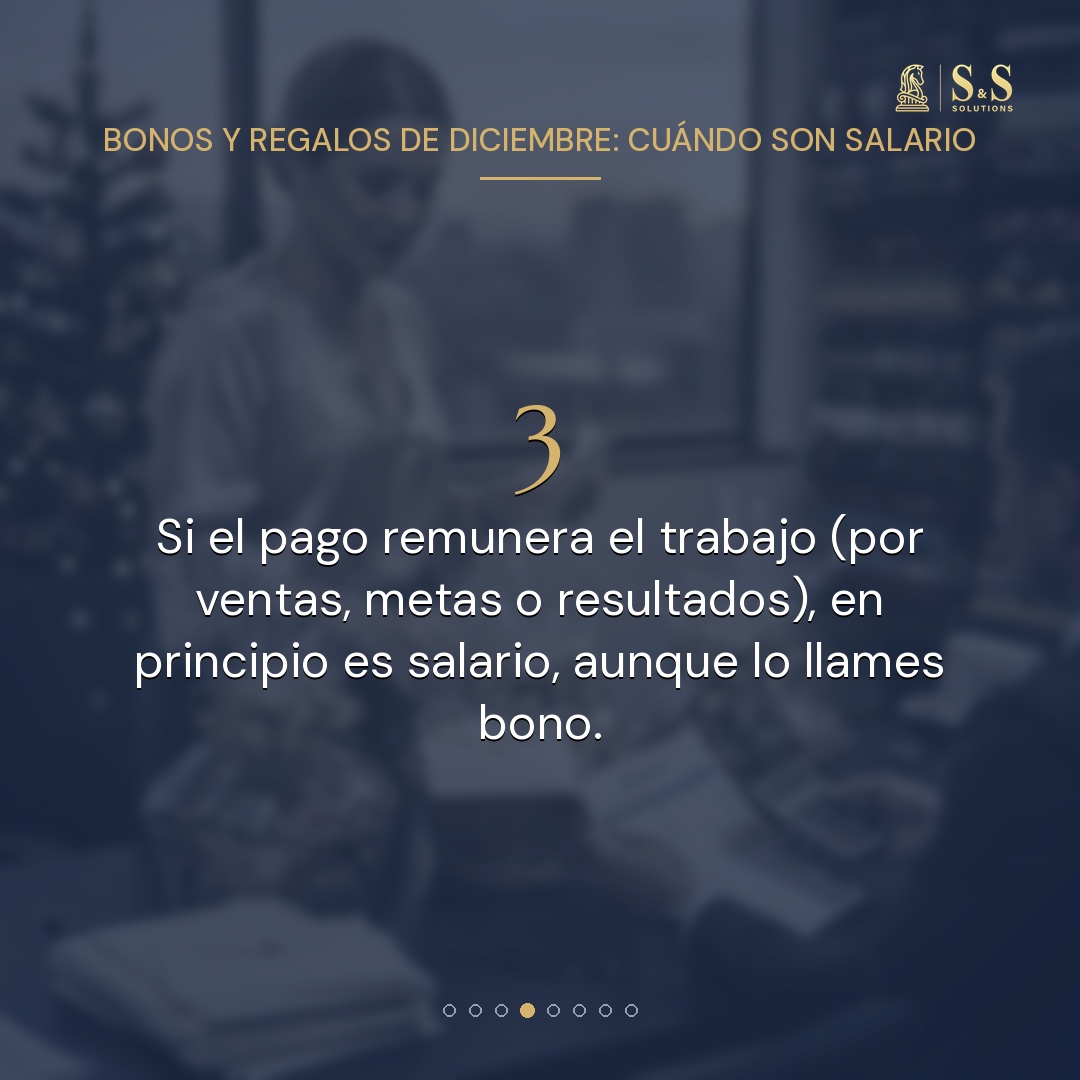 S&S
SOLUTIONS
BONOS Y REGALOS DE DICIEMBRE: CUÁNDO SON SALARIO
3
Si el pago remunera el trabajo (por
ventas, metas o resultados), en
principio es salario, aunque lo llames
bono.